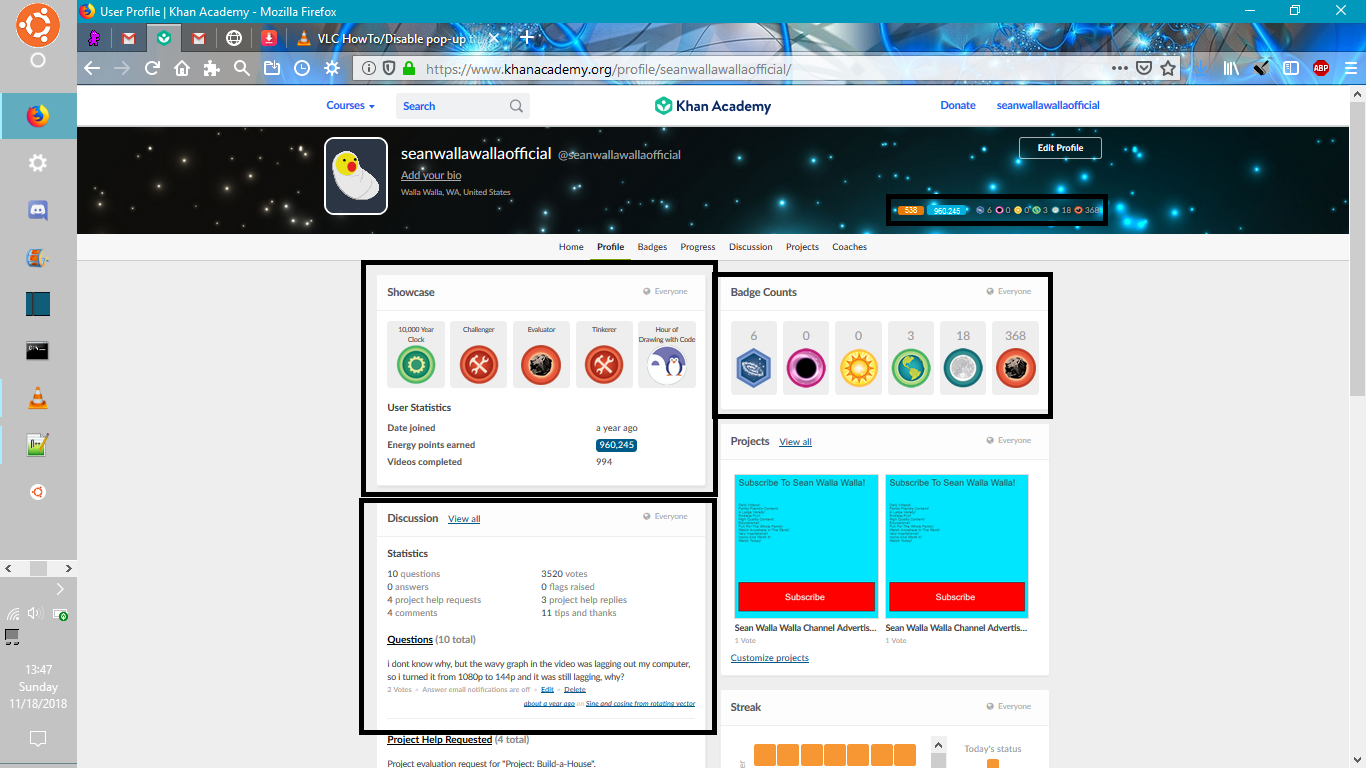 User Profile | Khan Academy - Mozilla Firefox
VLC HowTo/Disable pop-up
https://www.khanacademy.org/profile/seanwallawallaofficial/
ABP
Courses
Search
Khan Academy
Donate
seanwallawallaofficial
seanwallawallaofficial @seanwallawallaofficial
Add your bio
Walla Walla, WA, United States
Edit Profile
538 960,245 6 0 0 3 18 368
Home Profile Badges Progress Discussion Projects Coaches
Showcase
Everyone
10,000 Year Clock
Challenger
Evaluator
Tinkerer
Hour of Drawing with Code
User Statistics
Date joined a year ago
Energy points earned 960,245
Videos completed 994
Badge Counts
Everyone
6 0 0 3 18 368
Discussion View all
Everyone
Statistics
10 questions 3520 votes
0 answers 0 flags raised
4 project help requests 3 project help replies
4 comments 11 tips and thanks
Questions (10 total)
i dont know why, but the wavy graph in the video was lagging out my computer,
so i turned it from 1080p to 144p and it was still lagging, why?
2 Votes • Answer email notifications are off • Edit • Delete
about a year ago on Sine and cosine from rotating vector
Project Help Requested (4 total)
Project evaluation request for "Project: Build-a-House".
Projects View all
Everyone
Subscribe To Sean Walla Walla!
Subscribe
Sean Walla Walla Channel Advertis...
1 Vote
Subscribe To Sean Walla Walla!
Subscribe
Sean Walla Walla Channel Advertis...
1 Vote
Customize projects
Streak
Everyone
Today's status
13:47
Sunday
11/18/2018